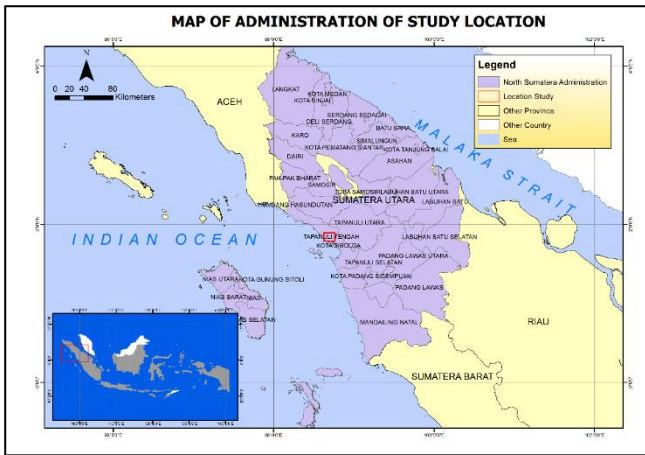 MAP OF ADMINISTRATION OF STUDY LOCATION
N
0 20 40 80
Kilometers
Legend
North Sumatera Administration
Location Study
Other Province
Other Country
Sea
ACEH
LANGKAT
KOTA MEDAN
KOTA BINJAI
SERDANG BEDAGAI
DELI SERDANG
BATU BARA
KARO
SIMALUNGUN
KOTA PEMATANG SIANTAR
KOTA TANJUNG BALAI
DAIRI
ASAHAN
PAK-PAK BHARAT
SAMOSIR
TOBA SAMOSIR
LABUHAN BATU UTARA
SUMATERA UTARA
HUMBANG HASUNDUTAN
LABUHAN BATU
TAPANULI UTARA
TAPANULI TENGAH
LABUHAN BATU SELATAN
KOTA SIBOLGA
PADANG LAWAS UTARA
TAPANULI SELATAN
KOTA PADANG SIDEMPUAN
PADANG LAWAS
MANDAILING NATAL
NIAS UTARA
KOTA GUNUNG SITOLI
NIAS BARAT
NIAS
SELATAN
MALAKA STRAIT
INDIAN OCEAN
RIAU
SUMATERA BARAT